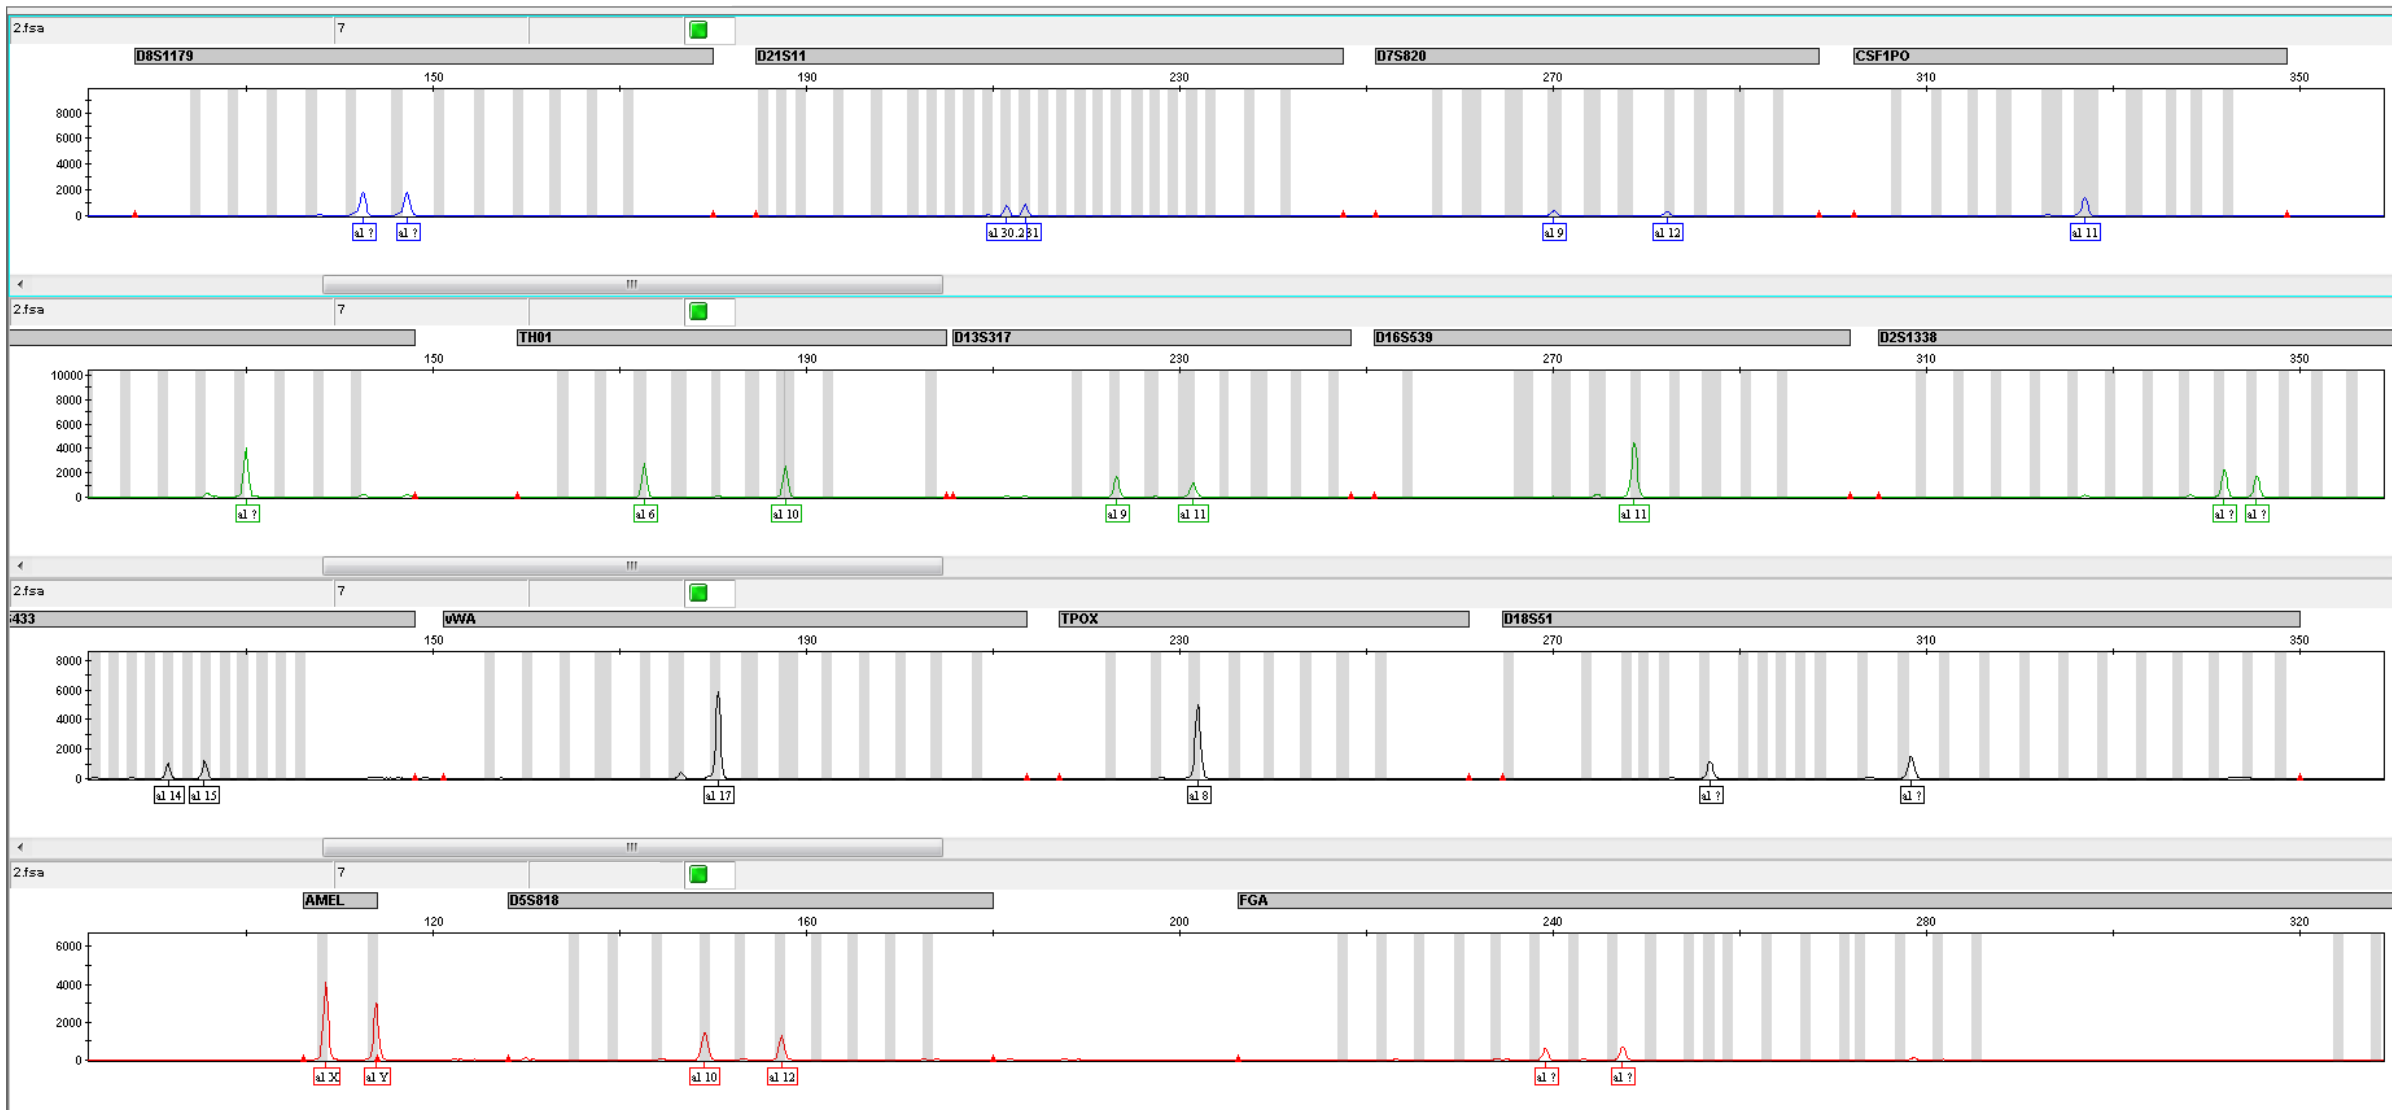 2.fsa 7
D8S1179 D21S11 D7S820 CSF1PO
150 190 230 270 310 350
8000
6000
4000
2000
0
al ? al ? al 30.2 31 al 9 al 12 al 11
2.fsa 7
TH01 D13S317 D16S539 D2S1338
150 190 230 270 310 350
10000
8000
6000
4000
2000
0
al ? al 6 al 10 al 9 al 11 al 11 al ? al ?
2.fsa 7
433 vWA TPOX D18S51
150 190 230 270 310 350
8000
6000
4000
2000
0
al 14 al 15 al 17 al 8 al ? al ?
2.fsa 7
AMEL D5S818 FGA
120 160 200 240 280 320
6000
4000
2000
0
al X al Y al 10 al 12 al ? al ?